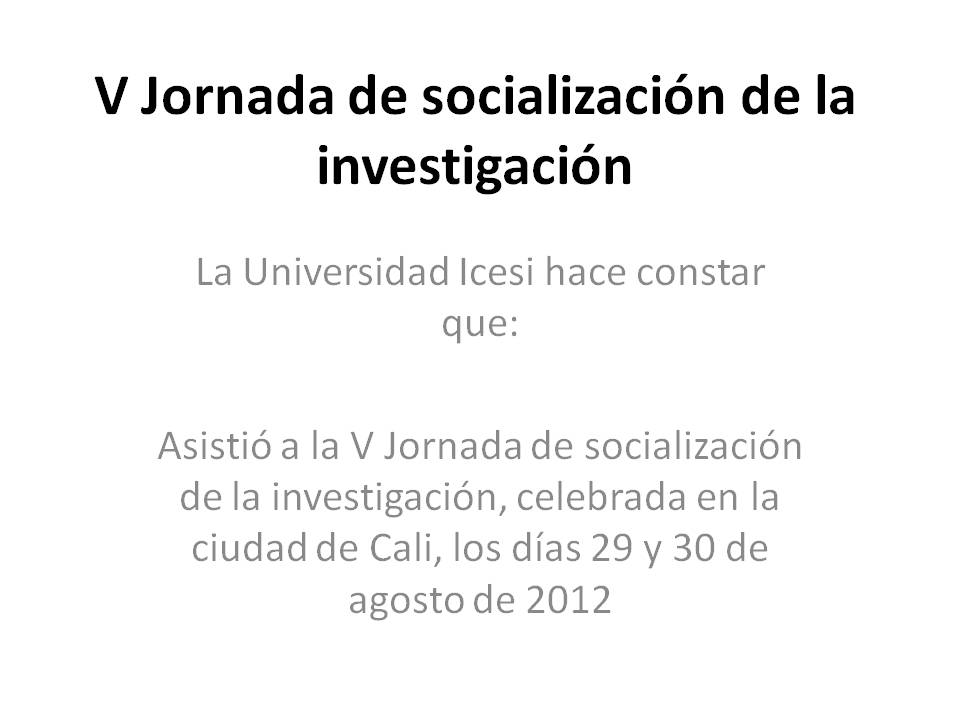 V Jornada de socialización de la
investigación
La Universidad Icesi hace constar
que:
Asistió a la V Jornada de socialización
de la investigación, celebrada en la
ciudad de Cali, los días 29 y 30 de
agosto de 2012